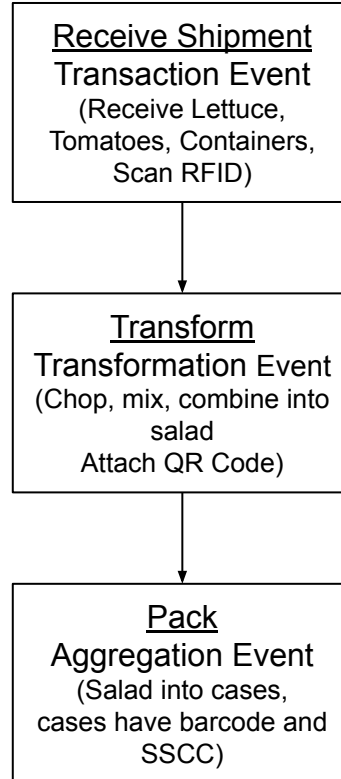 Receive Shipment
Transaction Event
(Receive Lettuce,
Tomatoes, Containers,
Scan RFID)
Transform
Transformation Event
(Chop, mix, combine into
salad
Attach QR Code)
Pack
Aggregation Event
(Salad into cases,
cases have barcode and
SSCC)